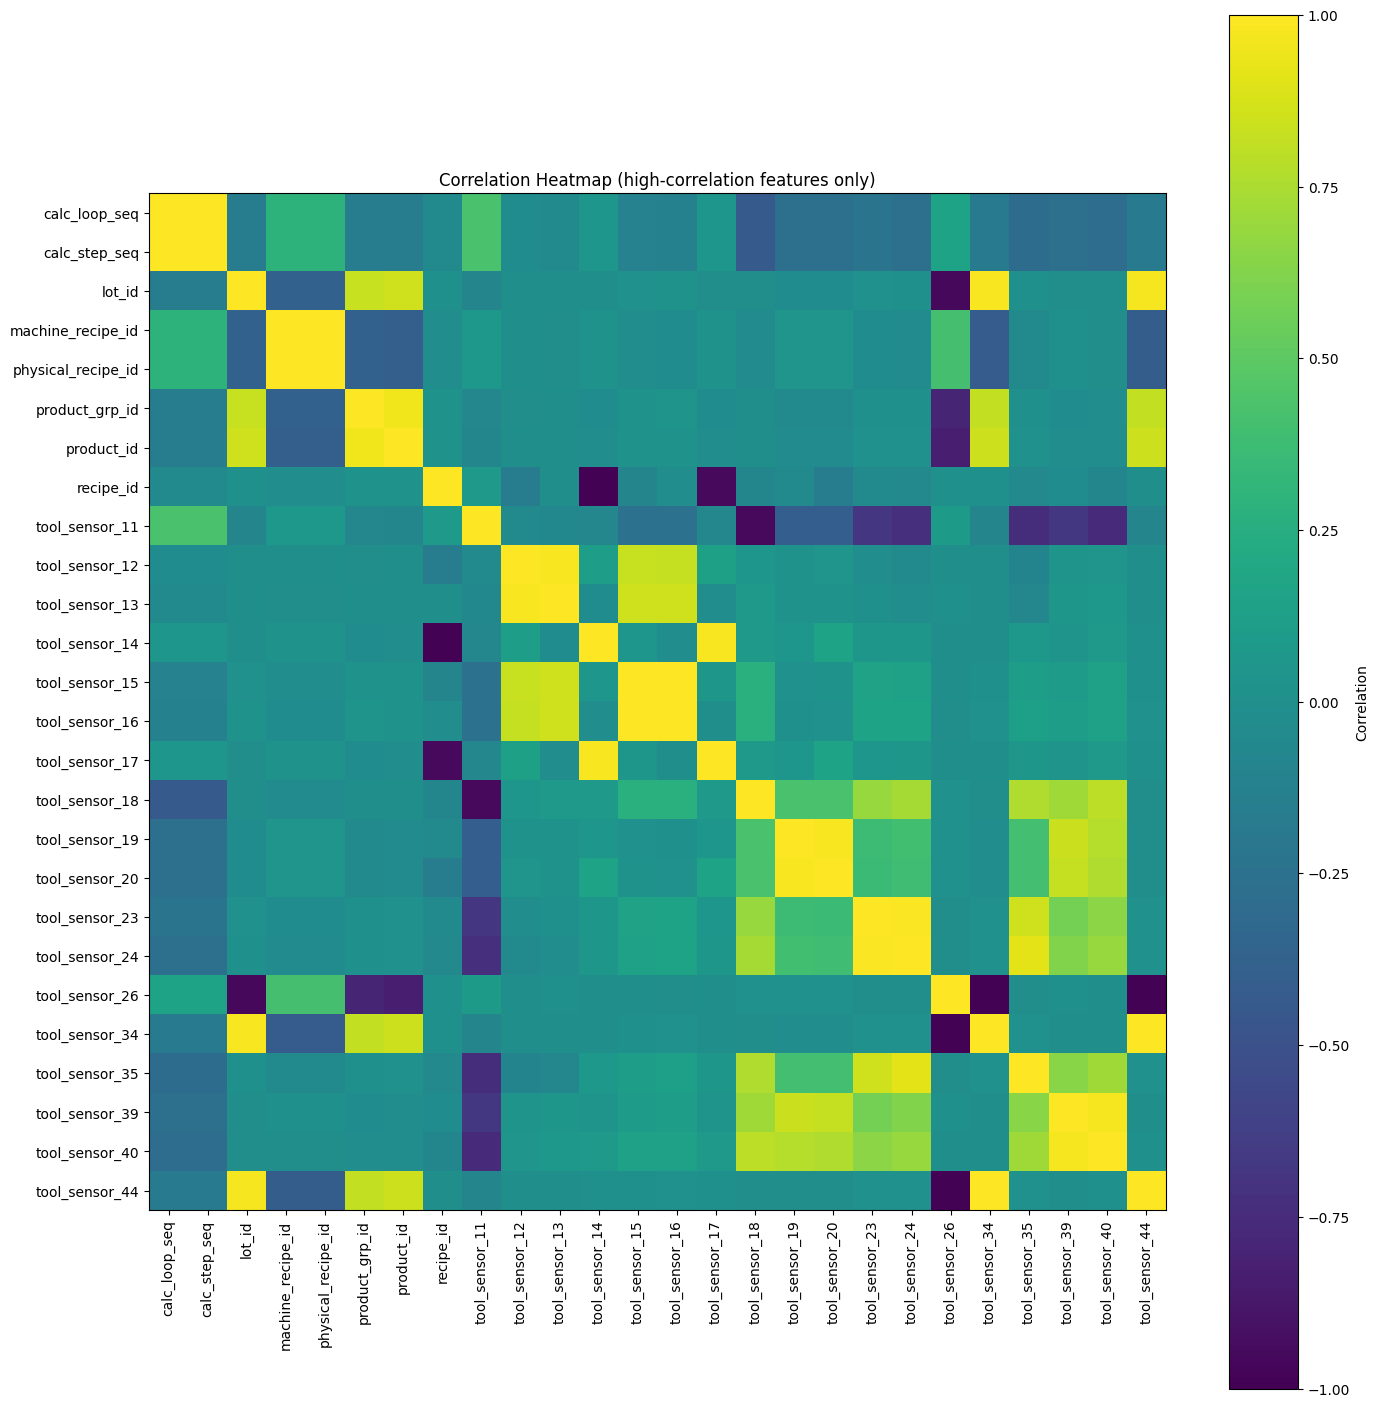 Correlation Heatmap (high-correlation features only)
calc_loop_seq
calc_step_seq
lot_id
machine_recipe_id
physical_recipe_id
product_grp_id
product_id
recipe_id
tool_sensor_11
tool_sensor_12
tool_sensor_13
tool_sensor_14
tool_sensor_15
tool_sensor_16
tool_sensor_17
tool_sensor_18
tool_sensor_19
tool_sensor_20
tool_sensor_23
tool_sensor_24
tool_sensor_26
tool_sensor_34
tool_sensor_35
tool_sensor_39
tool_sensor_40
tool_sensor_44
calc_loop_seq
calc_step_seq
lot_id
machine_recipe_id
physical_recipe_id
product_grp_id
product_id
recipe_id
tool_sensor_11
tool_sensor_12
tool_sensor_13
tool_sensor_14
tool_sensor_15
tool_sensor_16
tool_sensor_17
tool_sensor_18
tool_sensor_19
tool_sensor_20
tool_sensor_23
tool_sensor_24
tool_sensor_26
tool_sensor_34
tool_sensor_35
tool_sensor_39
tool_sensor_40
tool_sensor_44
1.00
0.75
0.50
0.25
0.00
−0.25
−0.50
−0.75
−1.00
Correlation